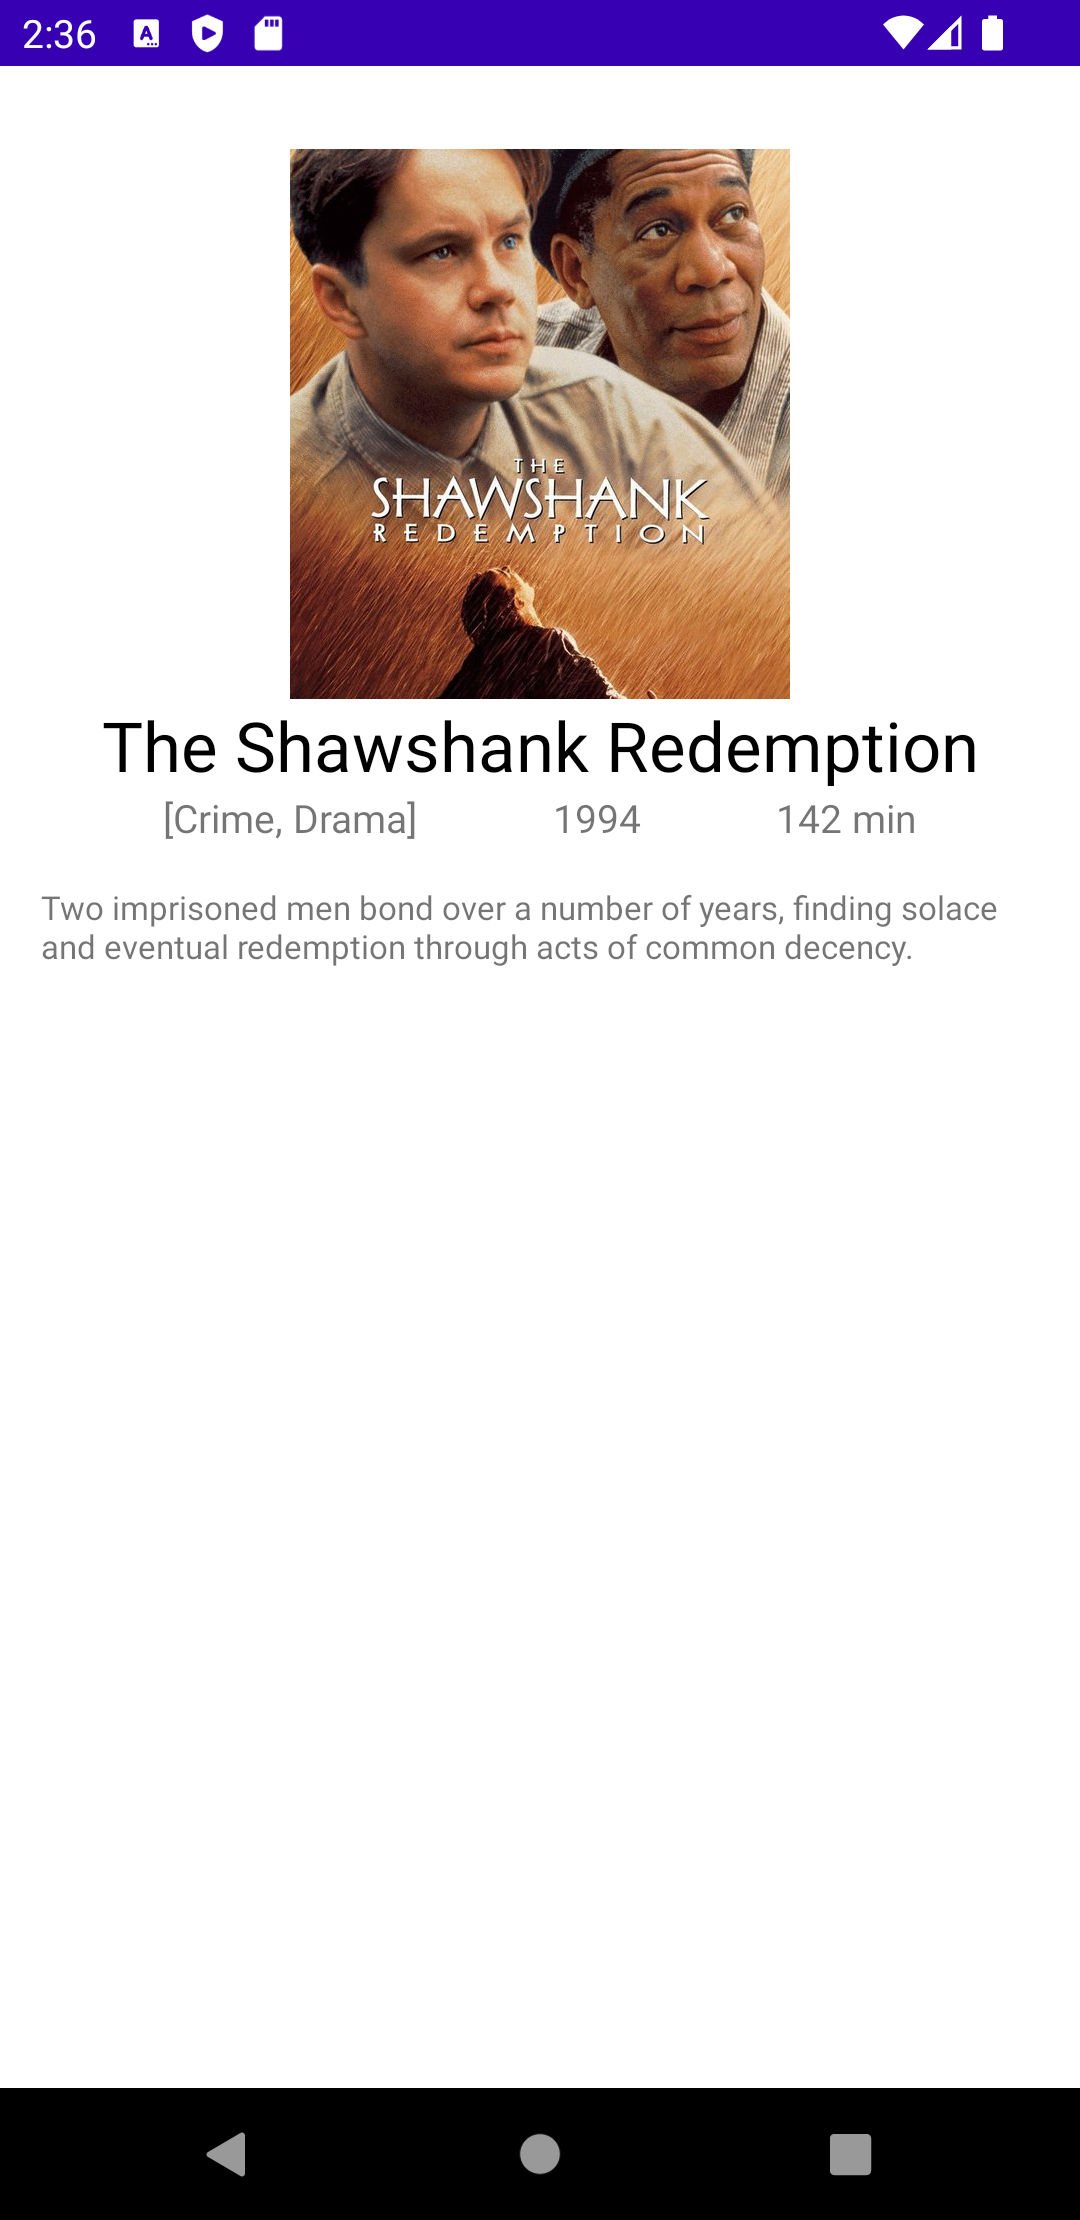 2:36
THE
SHAWSHANK
REDEMPTION
The Shawshank Redemption
[Crime, Drama] 1994 142 min
Two imprisoned men bond over a number of years, finding solace
and eventual redemption through acts of common decency.